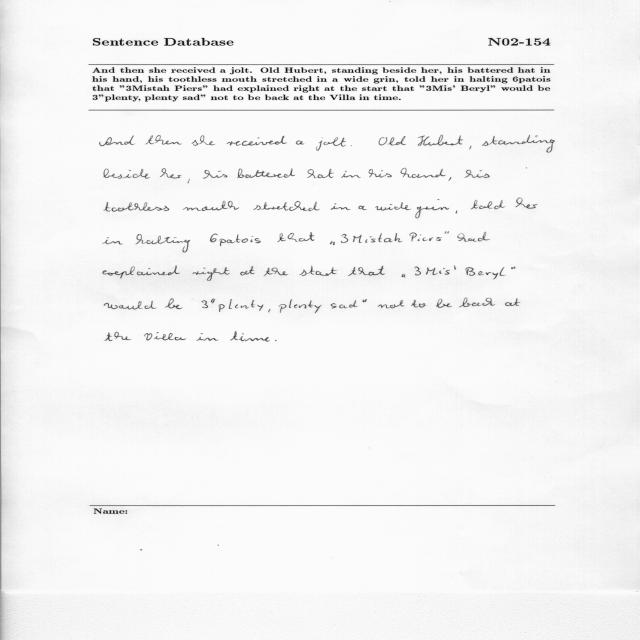 Sentence Database N02-154
And then she received a jolt. Old Hubert, standing beside her, his battered hat in
his hand, his toothless mouth stretched in a wide grin, told her in halting 6patois
that "3Mistah Piers" had explained right at the start that "3Mis' Beryl" would be
3"plenty, plenty sad" not to be back at the Villa in time.
And then she received a jolt. Old Hubert, standing
beside her, his battered hat in his hand, his
toothless mouth stretched in a wide grin, told her
in halting 6patois that „3Mistah Piers" had
explained right at the start that „3Mis' Beryl"
would be 3"plenty, plenty sad" not to be back at
the Villa in time.
Name: